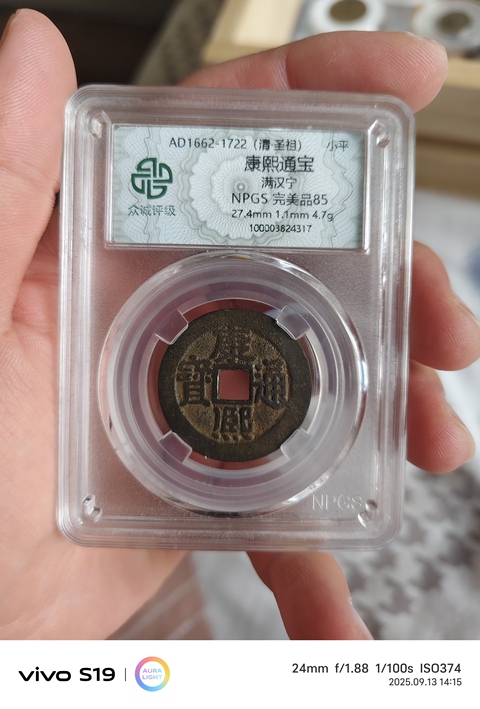 AD1662-1722（清·圣祖） 小平
康熙通宝
满汉宁
NPGS 完美品85
27.4mm 1.1mm 4.7g
100003824317
众诚评级
康熙通寶
NPGS
vivo S19 | AURA LIGHT
24mm f/1.88 1/100s ISO374
2025.09.13 14:15